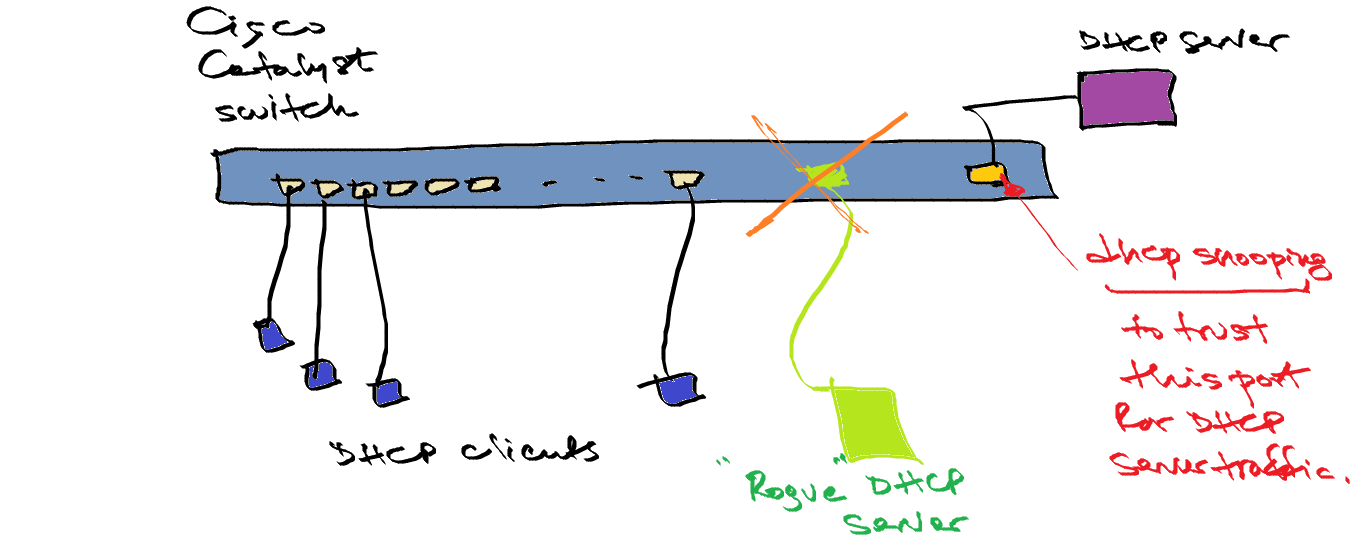 Cisco
Catalyst
switch
DHCP server
dhcp snooping
to trust
this port
for DHCP
server traffic.
DHCP clients
"Rogue" DHCP
server